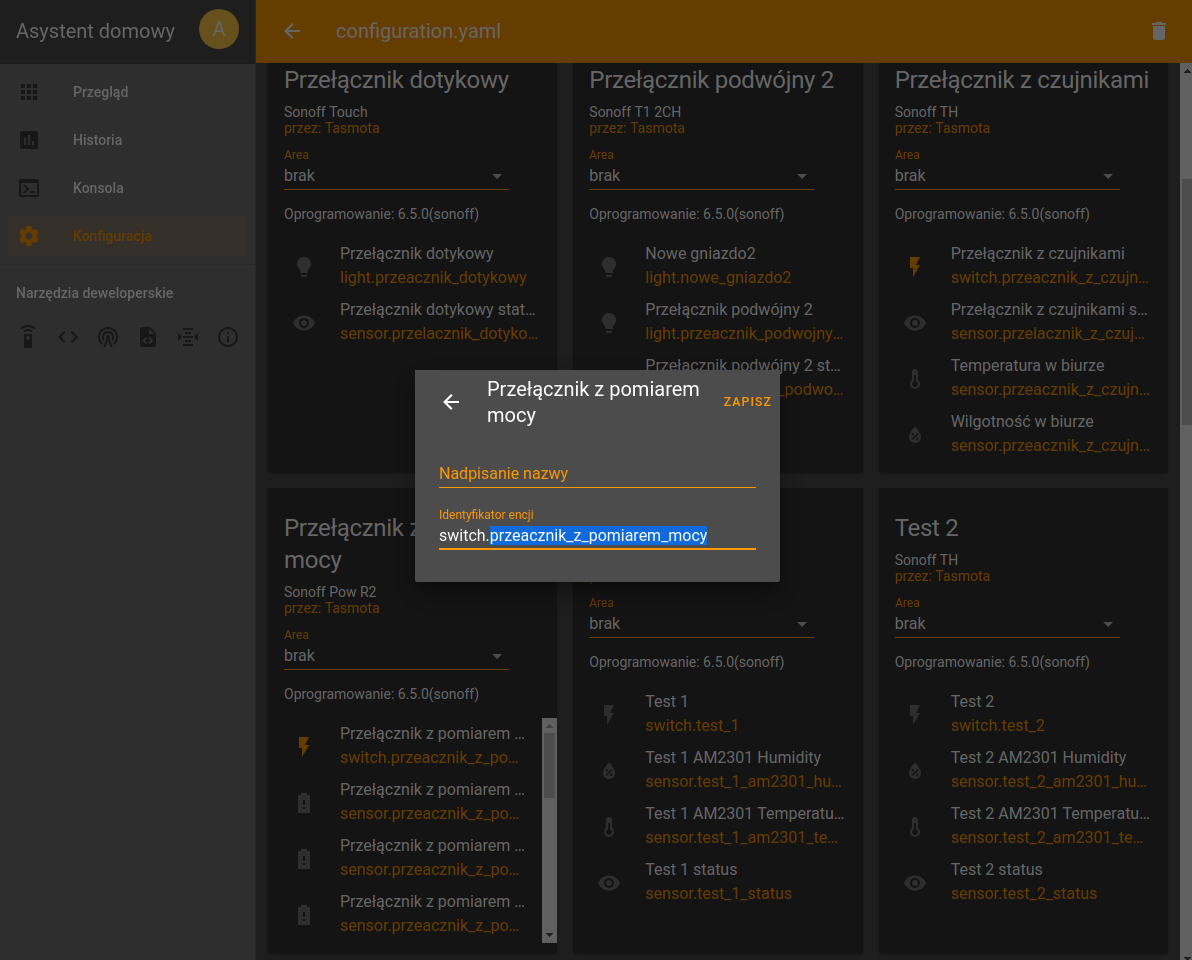 Asystent domowy
A
Przegląd
Historia
Konsola
Konfiguracja
Narzędzia deweloperskie
configuration.yaml
Przełącznik dotykowy
Sonoff Touch
przez: Tasmota
Area
brak
Oprogramowanie: 6.5.0(sonoff)
Przełącznik dotykowy
light.przeacznik_dotykowy
Przełącznik dotykowy stat...
sensor.przelacznik_dotyko...
Przełącznik podwójny 2
Sonoff T1 2CH
przez: Tasmota
Area
brak
Oprogramowanie: 6.5.0(sonoff)
Nowe gniazdo2
light.nowe_gniazdo2
Przełącznik podwójny 2
light.przeacznik_podwojny...
Przełącznik podwójny 2 st...
_podwo...
Przełącznik z czujnikami
Sonoff TH
przez: Tasmota
Area
brak
Oprogramowanie: 6.5.0(sonoff)
Przełącznik z czujnikami
switch.przeacznik_z_czujn...
Przełącznik z czujnikami s...
sensor.przelacznik_z_czuj...
Temperatura w biurze
sensor.przeacznik_z_czujn...
Wilgotność w biurze
sensor.przeacznik_z_czujn...
Przełącznik z pomiarem
mocy
ZAPISZ
Nadpisanie nazwy
Identyfikator encji
switch.przeacznik_z_pomiarem_mocy
Przełącznik z
mocy
Sonoff Pow R2
przez: Tasmota
Area
brak
Oprogramowanie: 6.5.0(sonoff)
Przełącznik z pomiarem ...
switch.przeacznik_z_po...
Przełącznik z pomiarem ...
sensor.przeacznik_z_po...
Przełącznik z pomiarem ...
sensor.przeacznik_z_po...
Przełącznik z pomiarem ...
sensor.przeacznik_z_po...
Area
brak
Oprogramowanie: 6.5.0(sonoff)
Test 1
switch.test_1
Test 1 AM2301 Humidity
sensor.test_1_am2301_hu...
Test 1 AM2301 Temperatu...
sensor.test_1_am2301_te...
Test 1 status
sensor.test_1_status
Test 2
Sonoff TH
przez: Tasmota
Area
brak
Oprogramowanie: 6.5.0(sonoff)
Test 2
switch.test_2
Test 2 AM2301 Humidity
sensor.test_2_am2301_hu...
Test 2 AM2301 Temperatu...
sensor.test_2_am2301_te...
Test 2 status
sensor.test_2_status